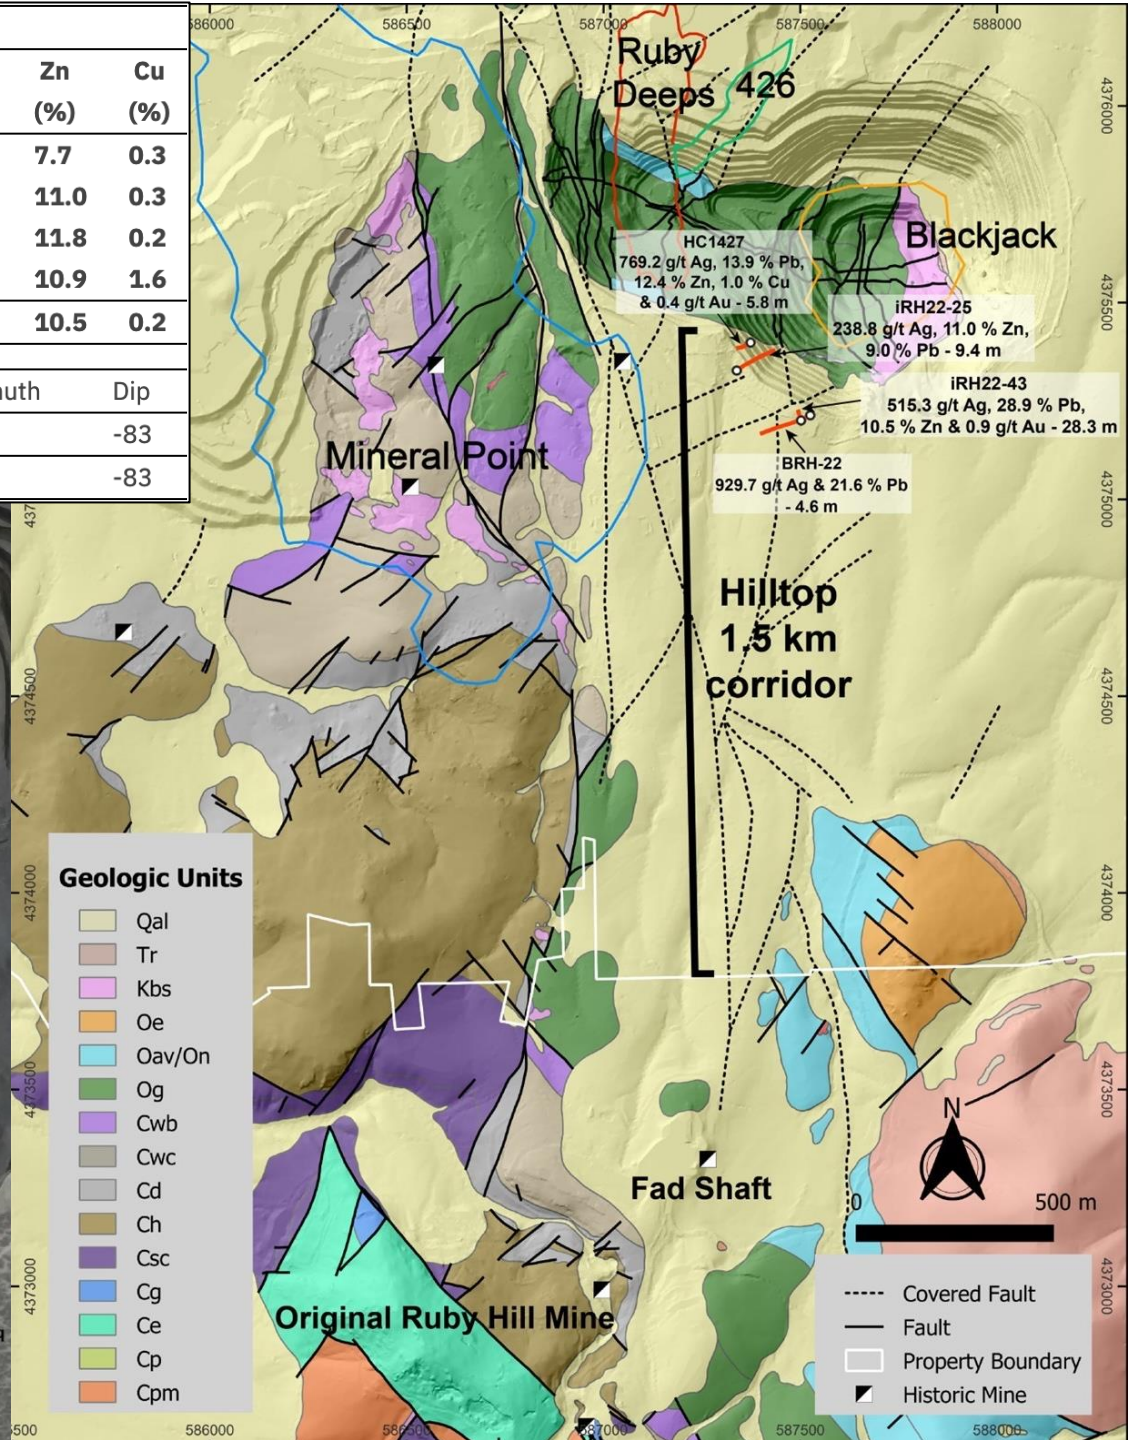 Zn Cu
(%) (%)
7.7 0.3
11.0 0.3
11.8 0.2
10.9 1.6
10.5 0.2
Dip
-83
-83
586000 586500 587000 587500 588000
Ruby
Deeps
426
4376000
Blackjack
HC1427
769.2 g/t Ag, 13.9 % Pb,
12.4 % Zn, 1.0 % Cu
& 0.4 g/t Au - 5.8 m
iRH22-25
238.8 g/t Ag, 11.0 % Zn,
9.0 % Pb - 9.4 m
4375500
iRH22-43
515.3 g/t Ag, 28.9 % Pb,
10.5 % Zn & 0.9 g/t Au - 28.3 m
Mineral Point
BRH-22
929.7 g/t Ag & 21.6 % Pb
- 4.6 m
4375000
Hilltop
1.5 km
corridor
4374500
4374500
4374000
4374000
Geologic Units
Qal
Tr
Kbs
Oe
Oav/On
Og
Cwb
Cwc
Cd
Ch
Csc
Cg
Ce
Cp
Cpm
4373500
4373500
N
Fad Shaft
0 500 m
4373000
4373000
Original Ruby Hill Mine
Covered Fault
Fault
Property Boundary
Historic Mine
586000 586500 587000 587500 588000